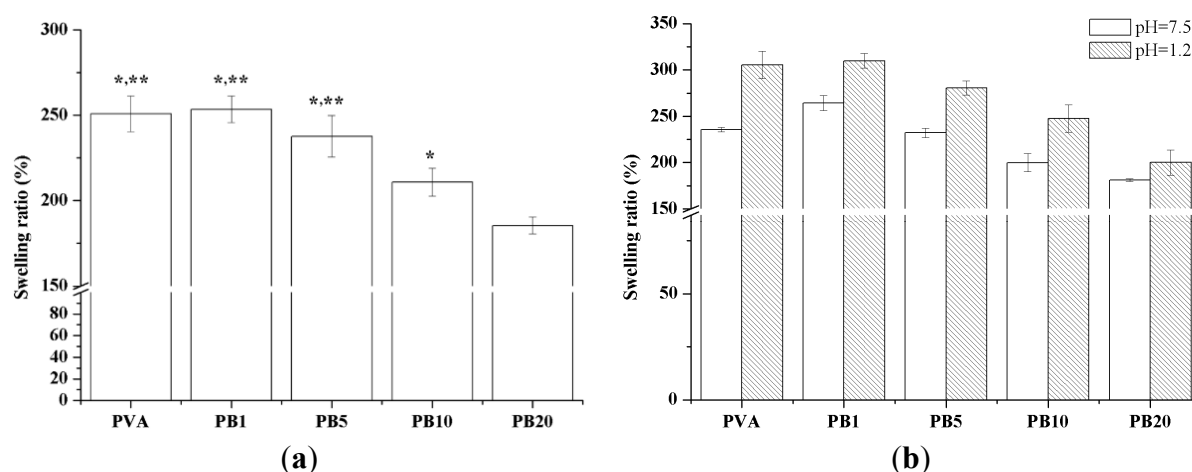 Swelling ratio (%)
300
250
200
150
80
60
40
20
0
*,**
*,**
*,**
*
PVA PB1 PB5 PB10 PB20
(a)
Swelling ratio (%)
350
300
250
200
150
50
0
pH=7.5
pH=1.2
PVA PB1 PB5 PB10 PB20
(b)